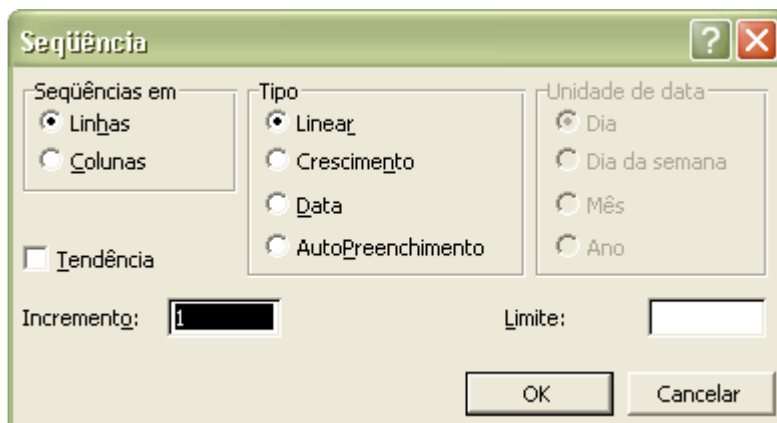 Seqüência
Seqüências em
Linhas
Colunas
Tipo
Linear
Crescimento
Data
AutoPreenchimento
Unidade de data
Dia
Dia da semana
Mês
Ano
Tendência
Incremento: 1
Limite:
OK
Cancelar